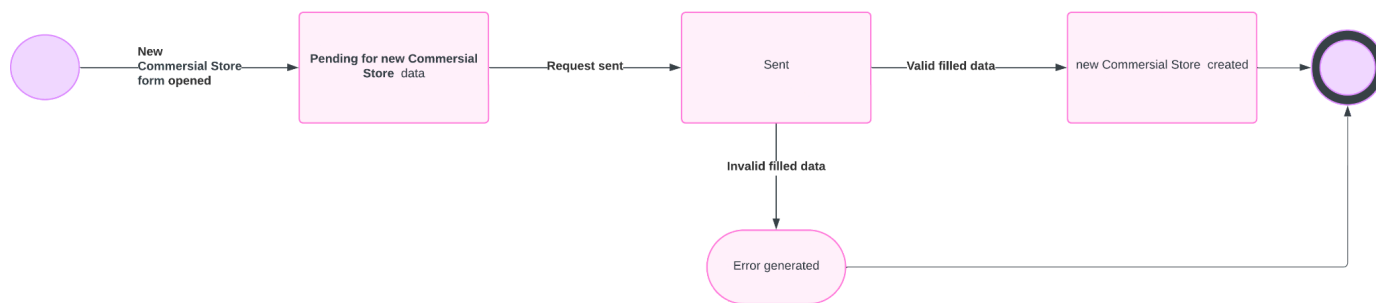 New
Commersial Store
form opened
Pending for new Commersial
Store data
Request sent
Sent
Valid filled data
new Commersial Store created
Invalid filled data
Error generated